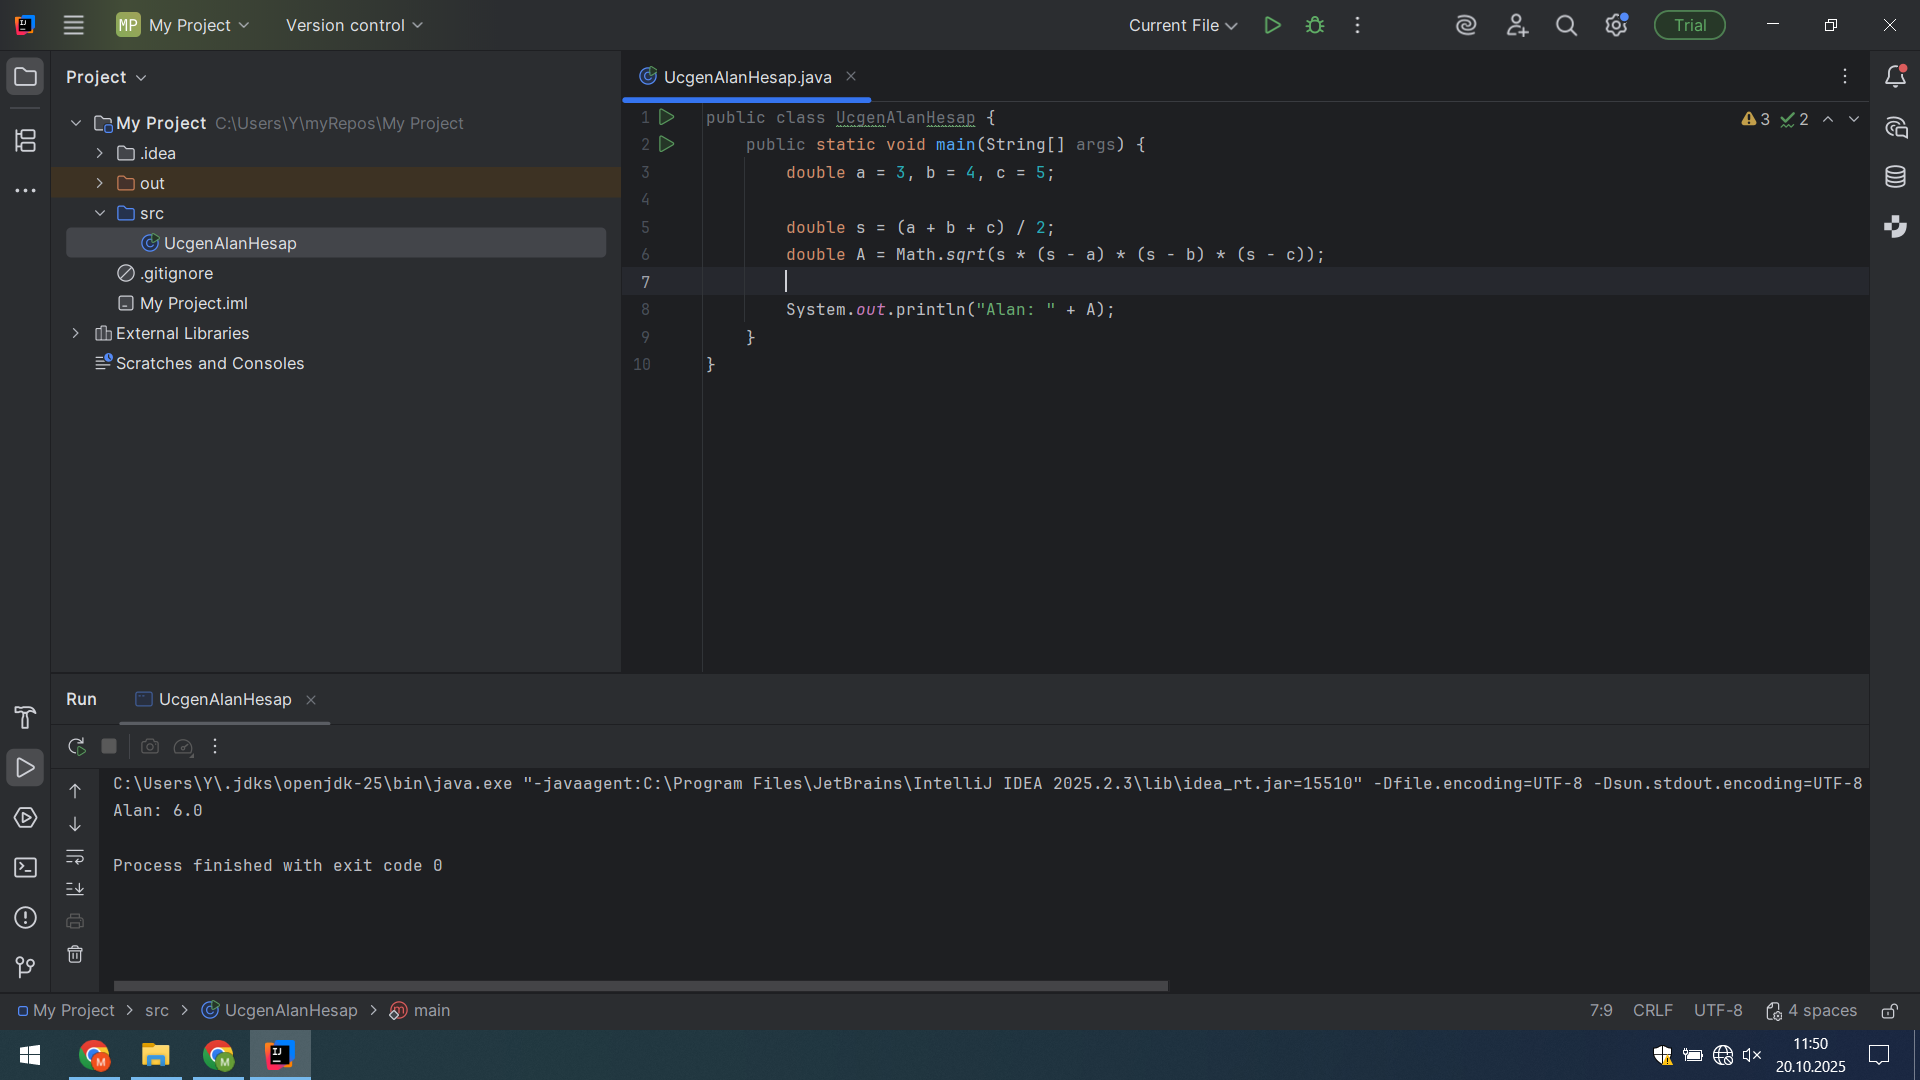 MP My Project Version control Current File Trial
Project
My Project C:\Users\Y\myRepos\My Project
.idea
out
src
UcgenAlanHesap
.gitignore
My Project.iml
External Libraries
Scratches and Consoles
UcgenAlanHesap.java
3 2
1 public class UcgenAlanHesap {
2 public static void main(String[] args) {
3 double a = 3, b = 4, c = 5;
4
5 double s = (a + b + c) / 2;
6 double A = Math.sqrt(s * (s - a) * (s - b) * (s - c));
7
8 System.out.println("Alan: " + A);
9 }
10 }
Run UcgenAlanHesap
C:\Users\Y\.jdks\openjdk-25\bin\java.exe "-javaagent:C:\Program Files\JetBrains\IntelliJ IDEA 2025.2.3\lib\idea_rt.jar=15510" -Dfile.encoding=UTF-8 -Dsun.stdout.encoding=UTF-8
Alan: 6.0
Process finished with exit code 0
My Project > src > UcgenAlanHesap > main 7:9 CRLF UTF-8 4 spaces
11:50
20.10.2025